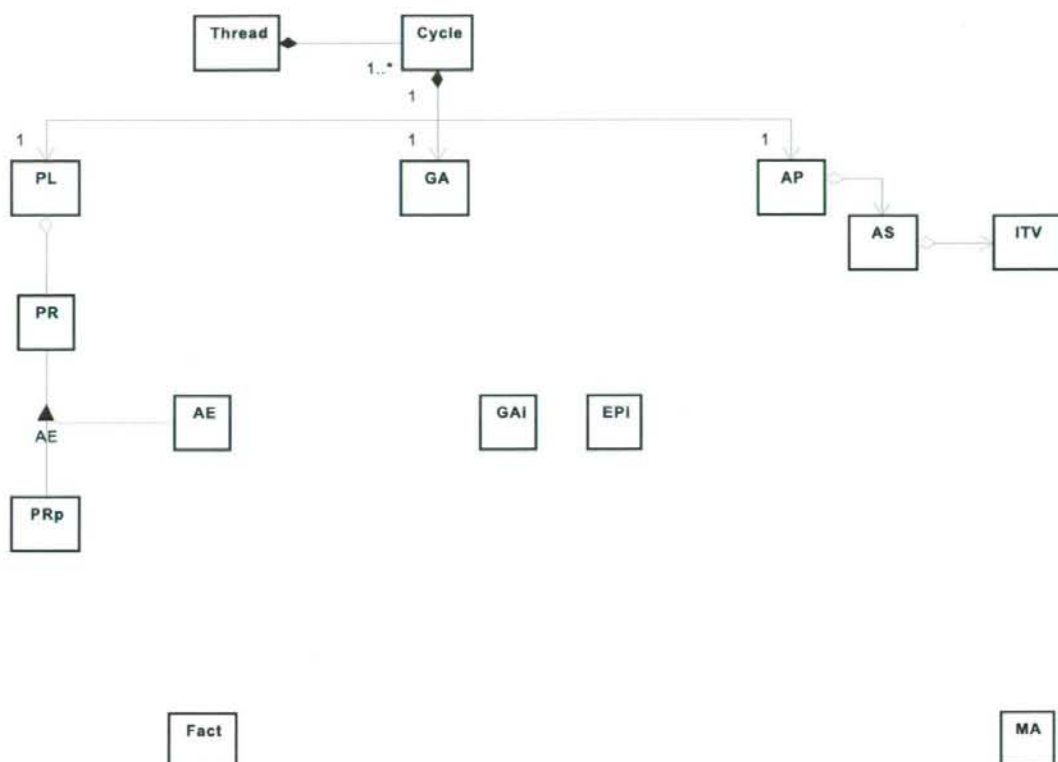 Thread
Cycle
1..*
1
1
1
1
PL
GA
AP
AS
ITV
PR
AE
AE
GAi
EPi
PRp
Fact
MA